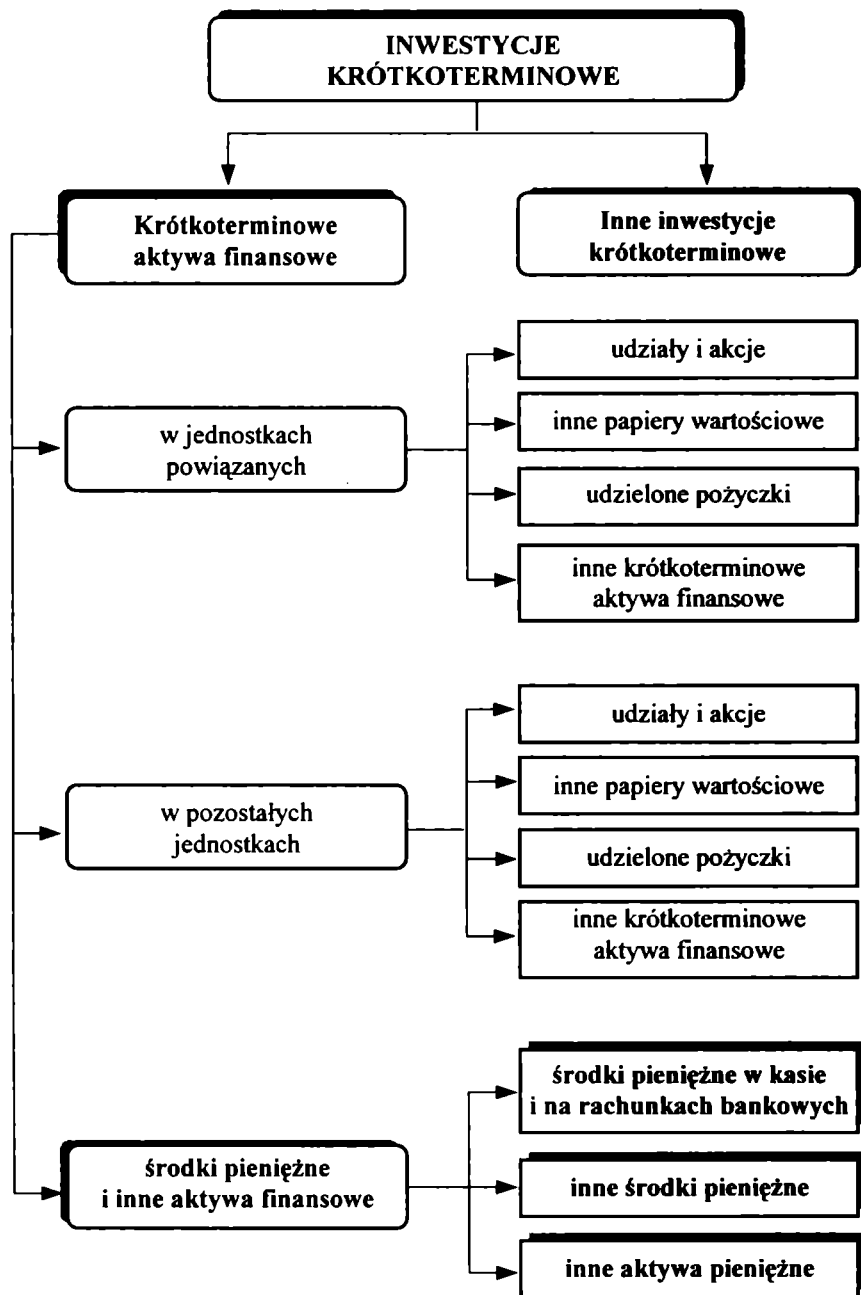 INWESTYCJE
KRÓTKOTERMINOWE
Krótkoterminowe
aktywa finansowe
Inne inwestycje
krótkoterminowe
w jednostkach
powiązanych
udziały i akcje
inne papiery wartościowe
udzielone pożyczki
inne krótkoterminowe
aktywa finansowe
w pozostałych
jednostkach
udziały i akcje
inne papiery wartościowe
udzielone pożyczki
inne krótkoterminowe
aktywa finansowe
środki pieniężne
i inne aktywa finansowe
środki pieniężne w kasie
i na rachunkach bankowych
inne środki pieniężne
inne aktywa pieniężne